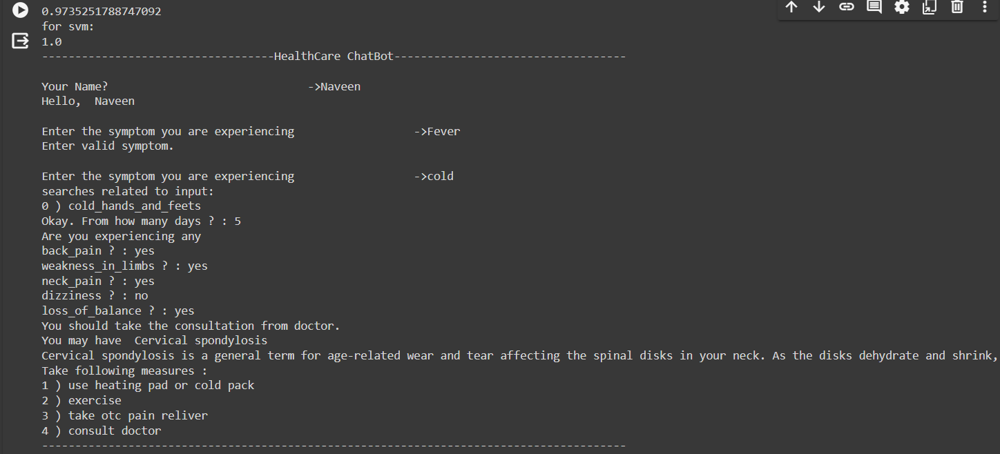 0.9735251788747092
for svm:
1.0
-----------------------------------HealthCare ChatBot-----------------------------------
Your Name?                              ->Naveen
Hello,  Naveen
Enter the symptom you are experiencing                  ->Fever
Enter valid symptom.
Enter the symptom you are experiencing                  ->cold
searches related to input:
0 ) cold_hands_and_feets
Okay. From how many days ? : 5
Are you experiencing any
back_pain ? : yes
weakness_in_limbs ? : yes
neck_pain ? : yes
dizziness ? : no
loss_of_balance ? : yes
You should take the consultation from doctor.
You may have  Cervical spondylosis
Cervical spondylosis is a general term for age-related wear and tear affecting the spinal disks in your neck. As the disks dehydrate and shrink,
Take following measures :
1 ) use heating pad or cold pack
2 ) exercise
3 ) take otc pain reliver
4 ) consult doctor
----------------------------------------------------------------------------------------